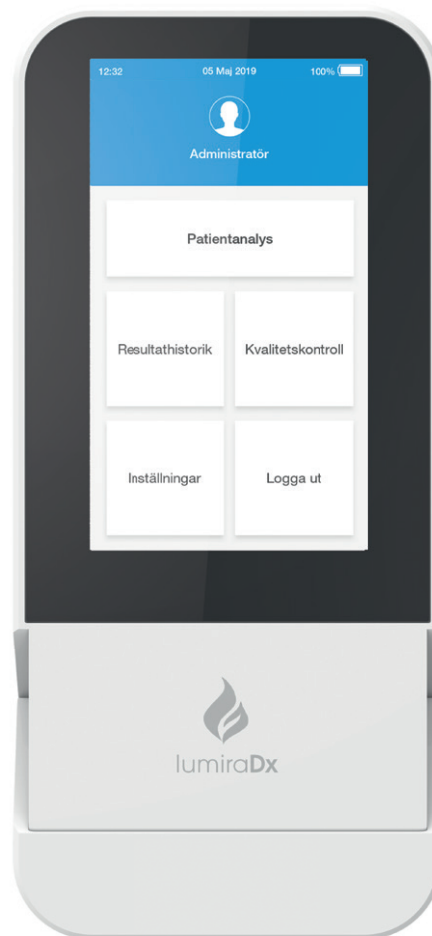 12:32 05 Maj 2019 100%
Administratör
Patientanalys
Resultathistorik Kvalitetskontroll
Inställningar Logga ut
lumiraDx